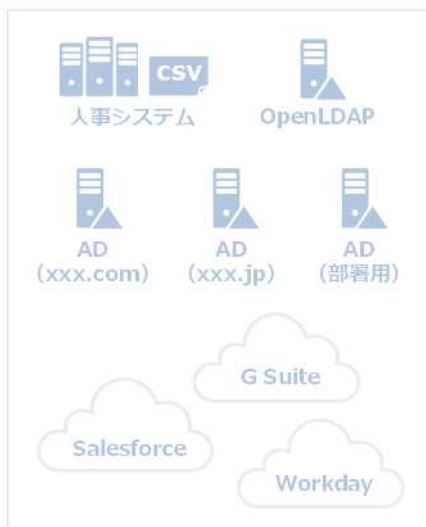 CSV
人事システム
OpenLDAP
AD
(xxx.com)
AD
(xxx.jp)
AD
(部署用)
G Suite
Salesforce
Workday